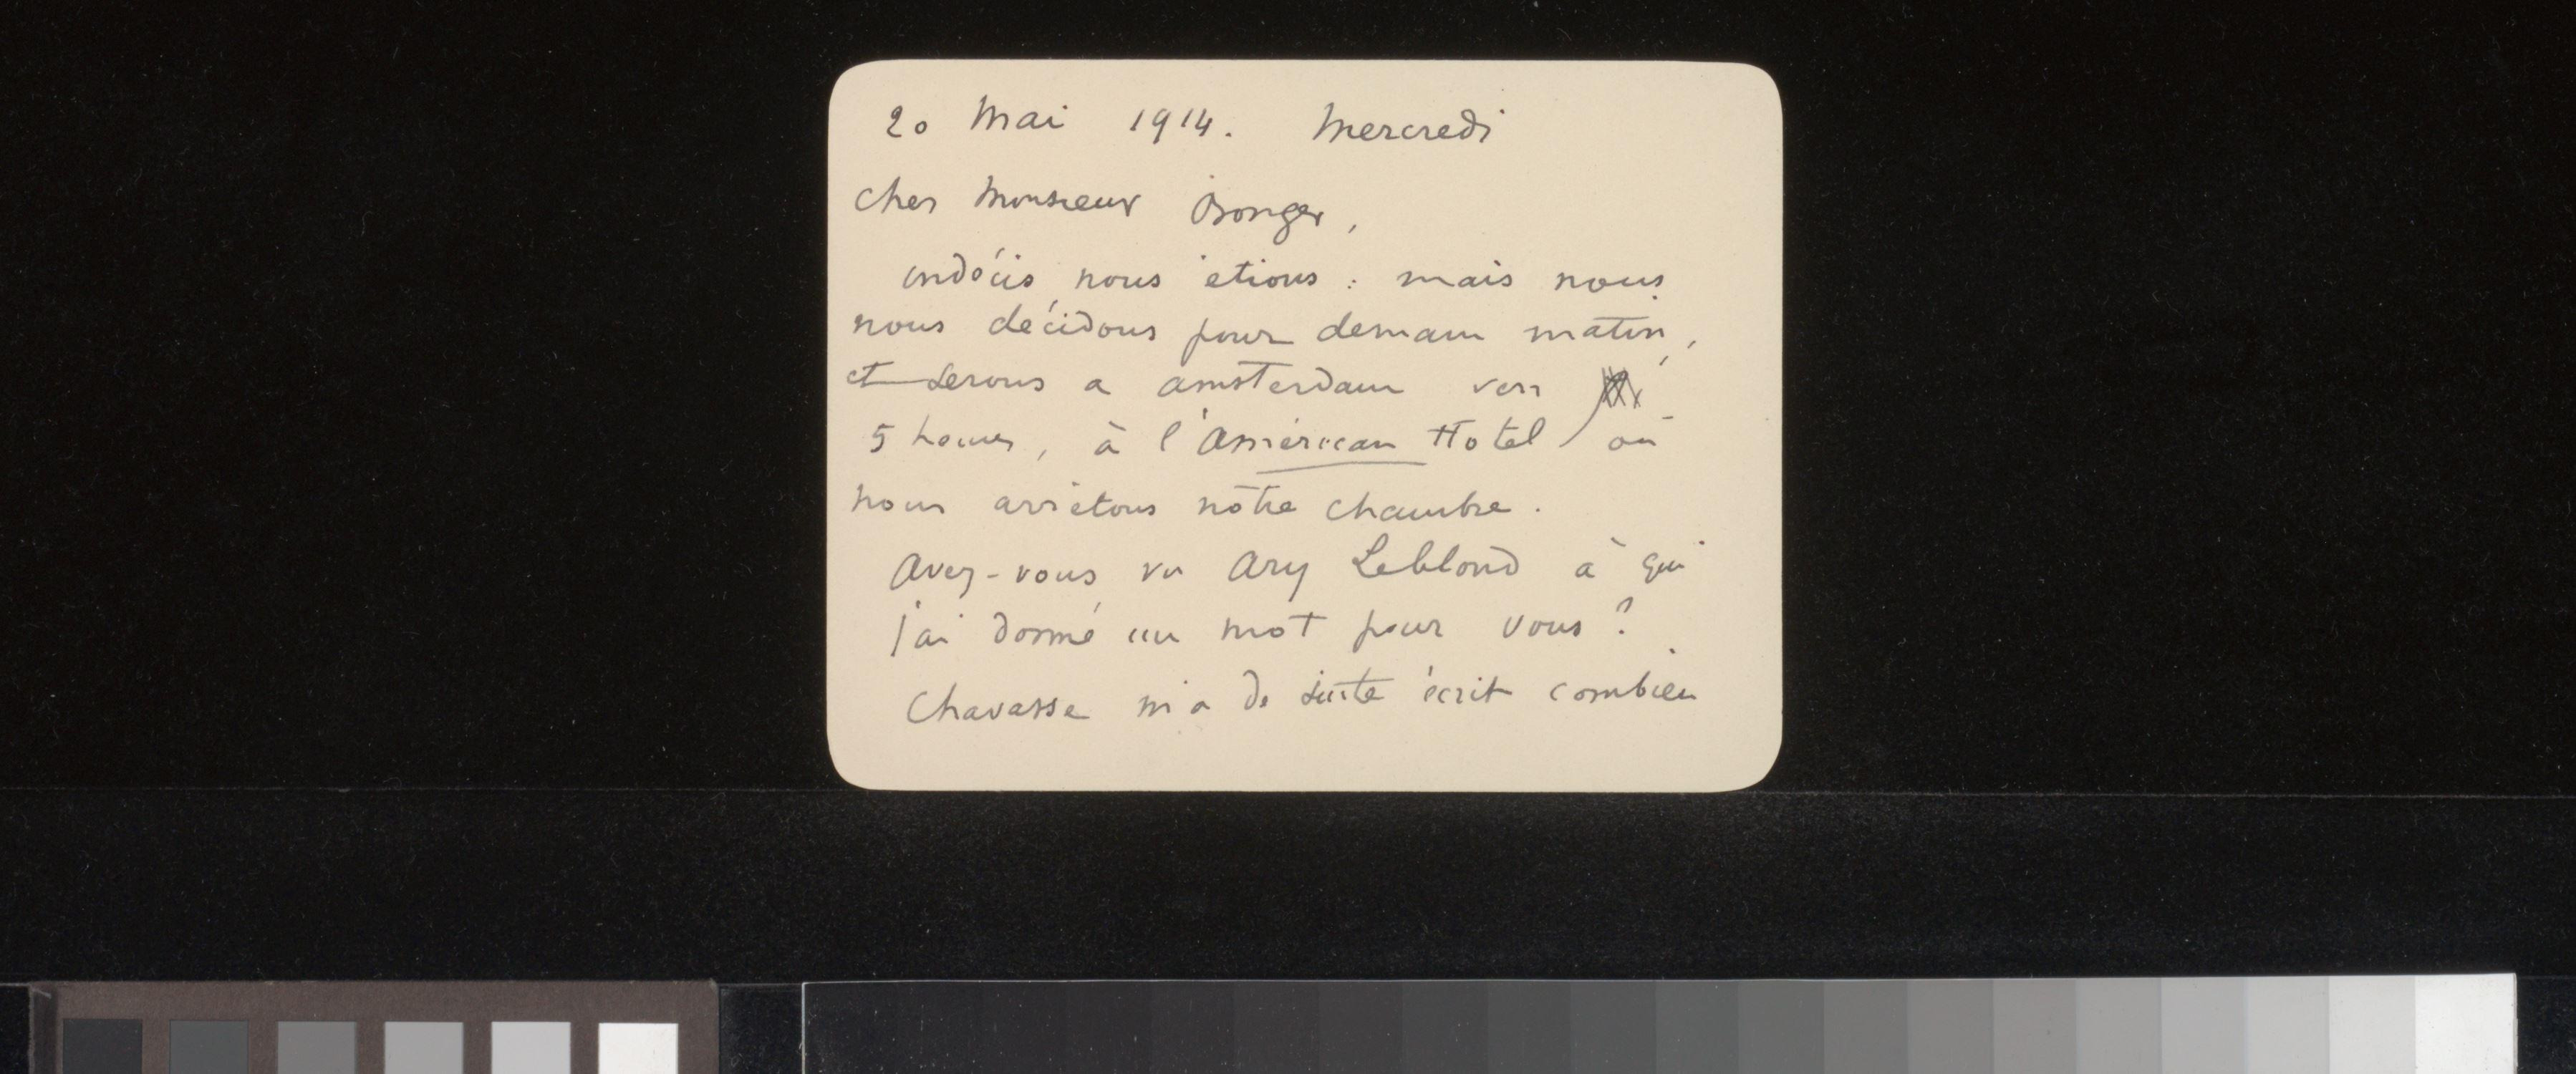 20 Mai 1914. Mercredi
Cher Monsieur Bonger,
indécis nous étions : mais nous
nous décidons pour demain matin,
et serons a amsterdam vers
5 heures, à l'American Hotel où
nous arrêtons nôtre chambre.
Avez-vous vu Ary Leblond à qui
j'ai donné un mot pour vous ?
Chavasse m'a de suite écrit combien